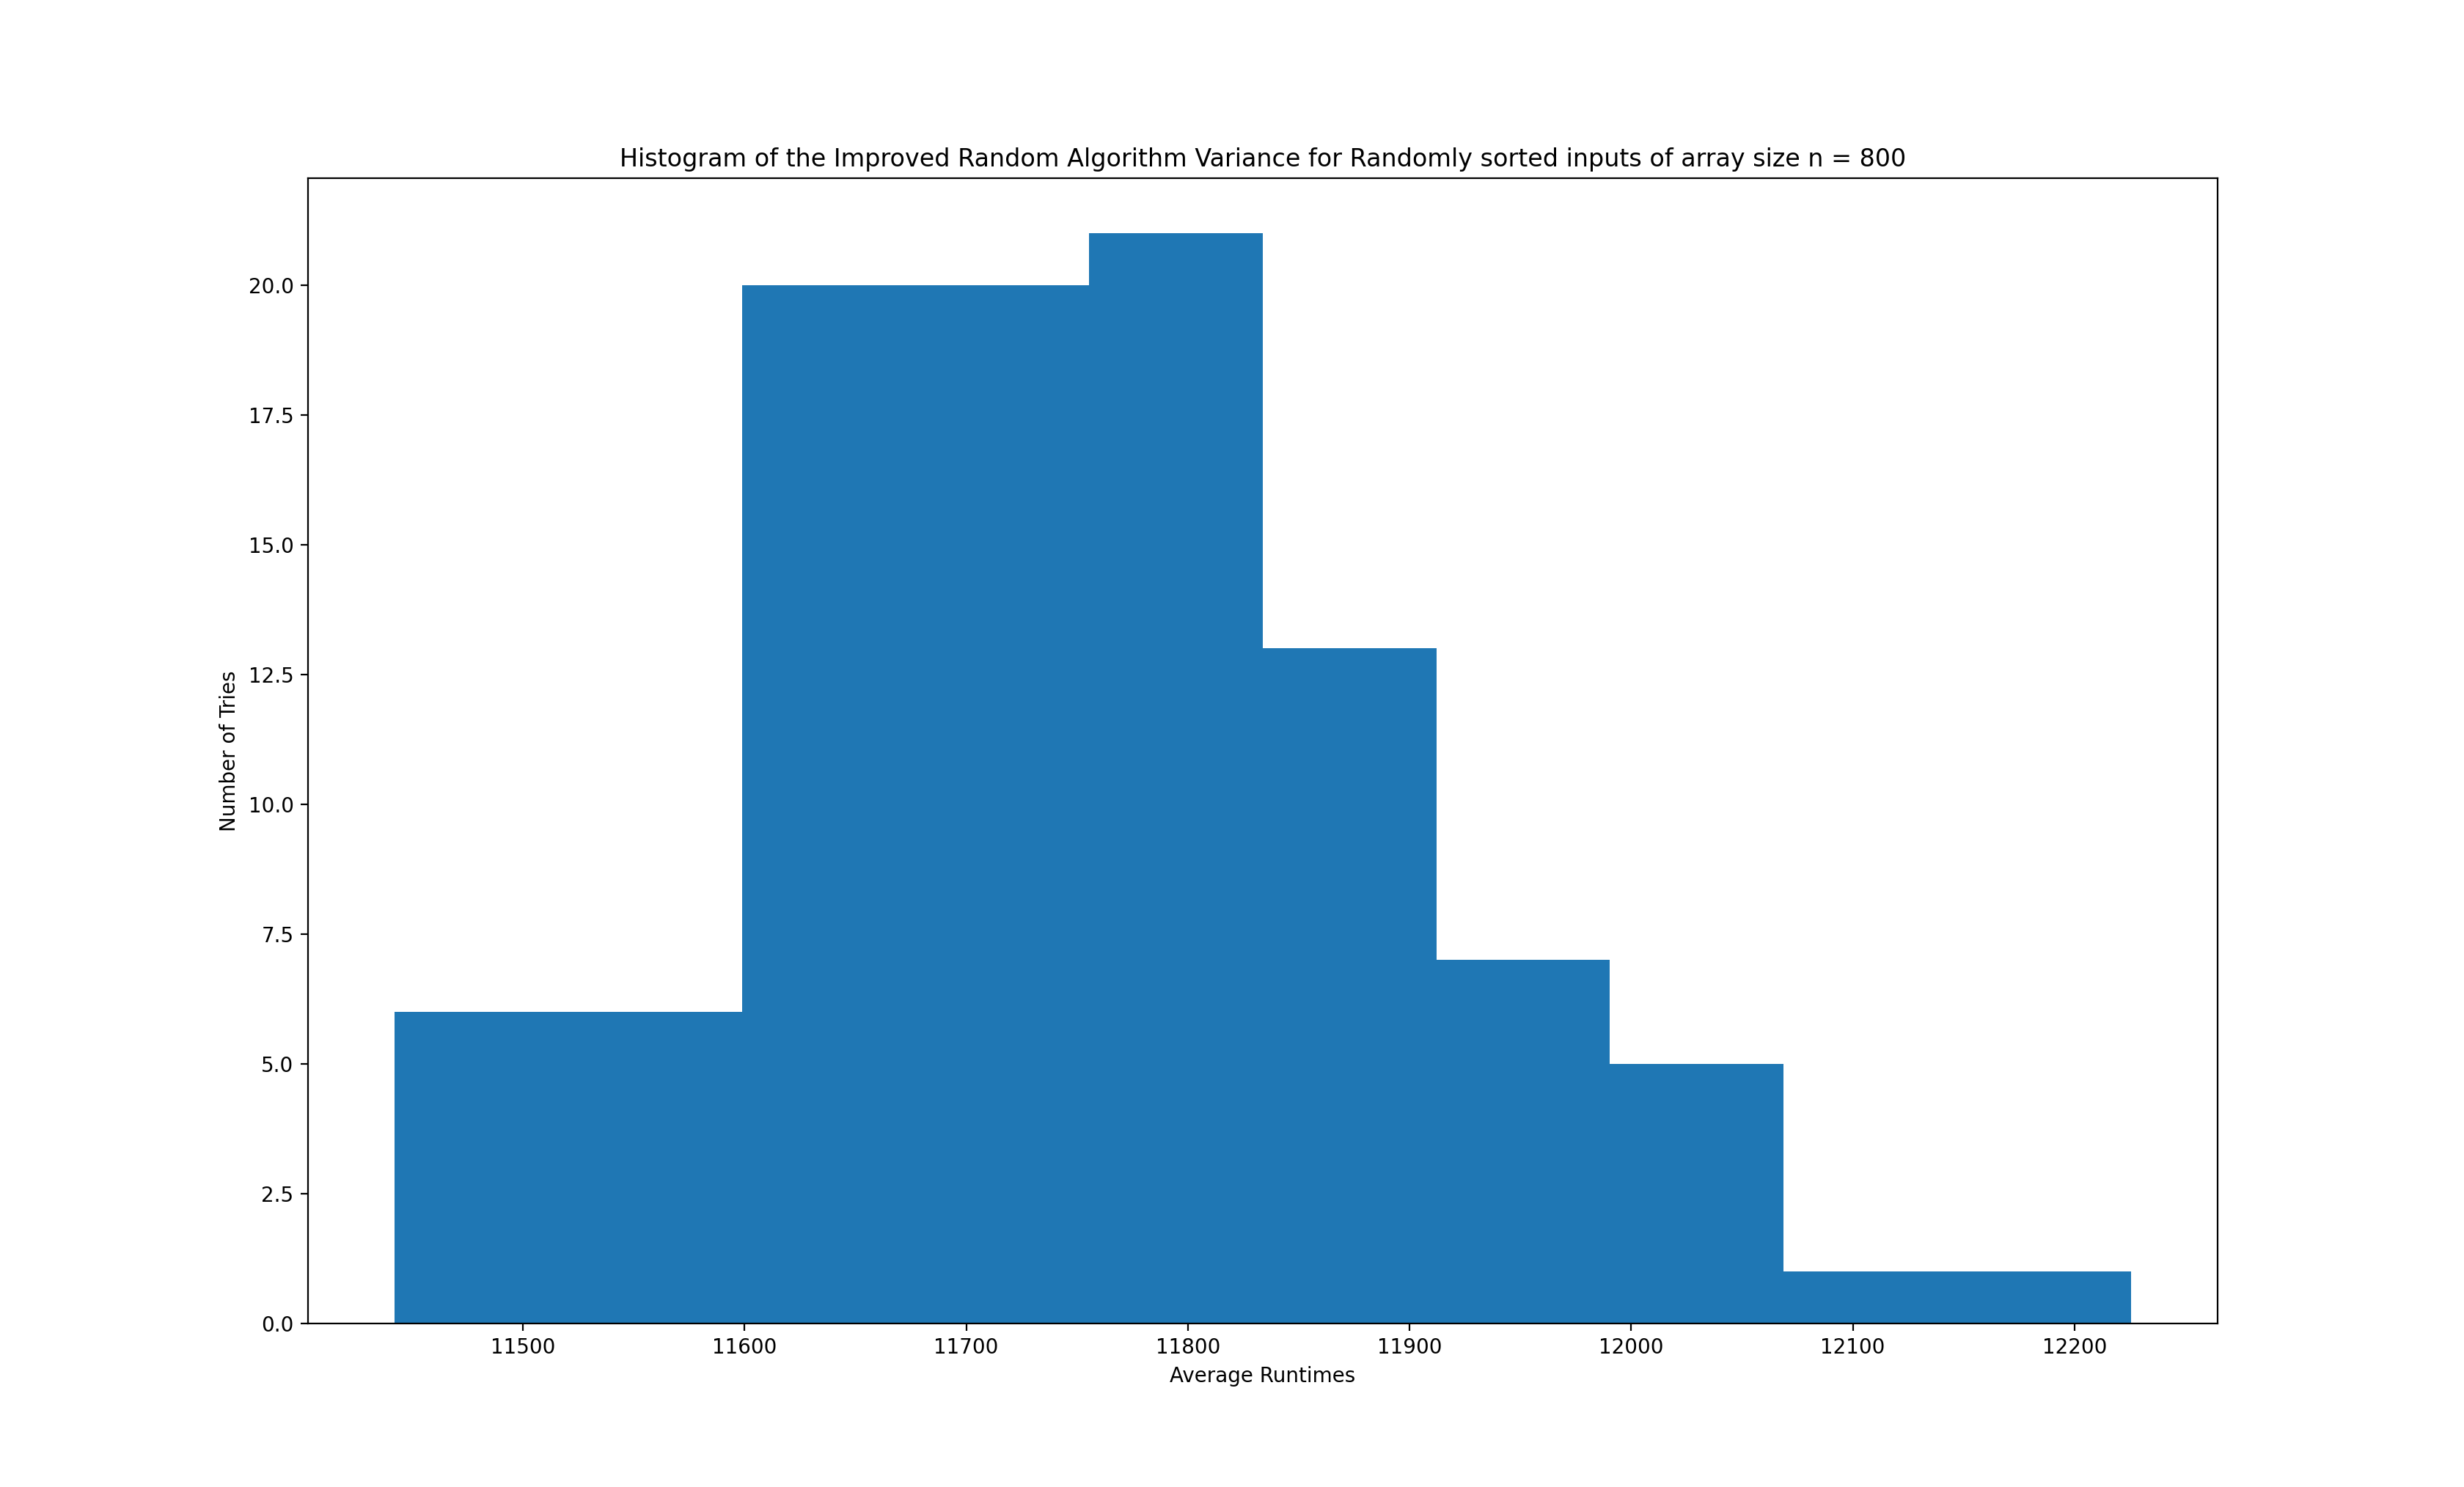 Histogram of the Improved Random Algorithm Variance for Randomly sorted inputs of array size n = 800
Number of Tries
20.0
17.5
15.0
12.5
10.0
7.5
5.0
2.5
0.0
11500 11600 11700 11800 11900 12000 12100 12200
Average Runtimes